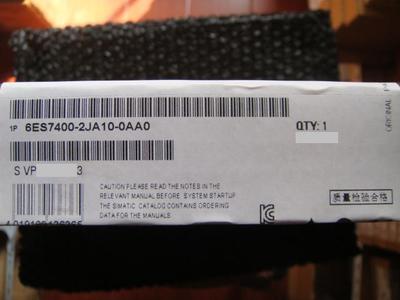 1P 6ES7400-2JA10-0AA0
QTY: 1
S VP 3
CAUTION PLEASE READ THE NOTES IN THE
RELEVANT MANUAL BEFORE SYSTEM STARTUP
THE SIMATIC CATALOG CONTAINS ORDERING
DATA FOR THE MANUALS
质量检验合格
ORIGINAL